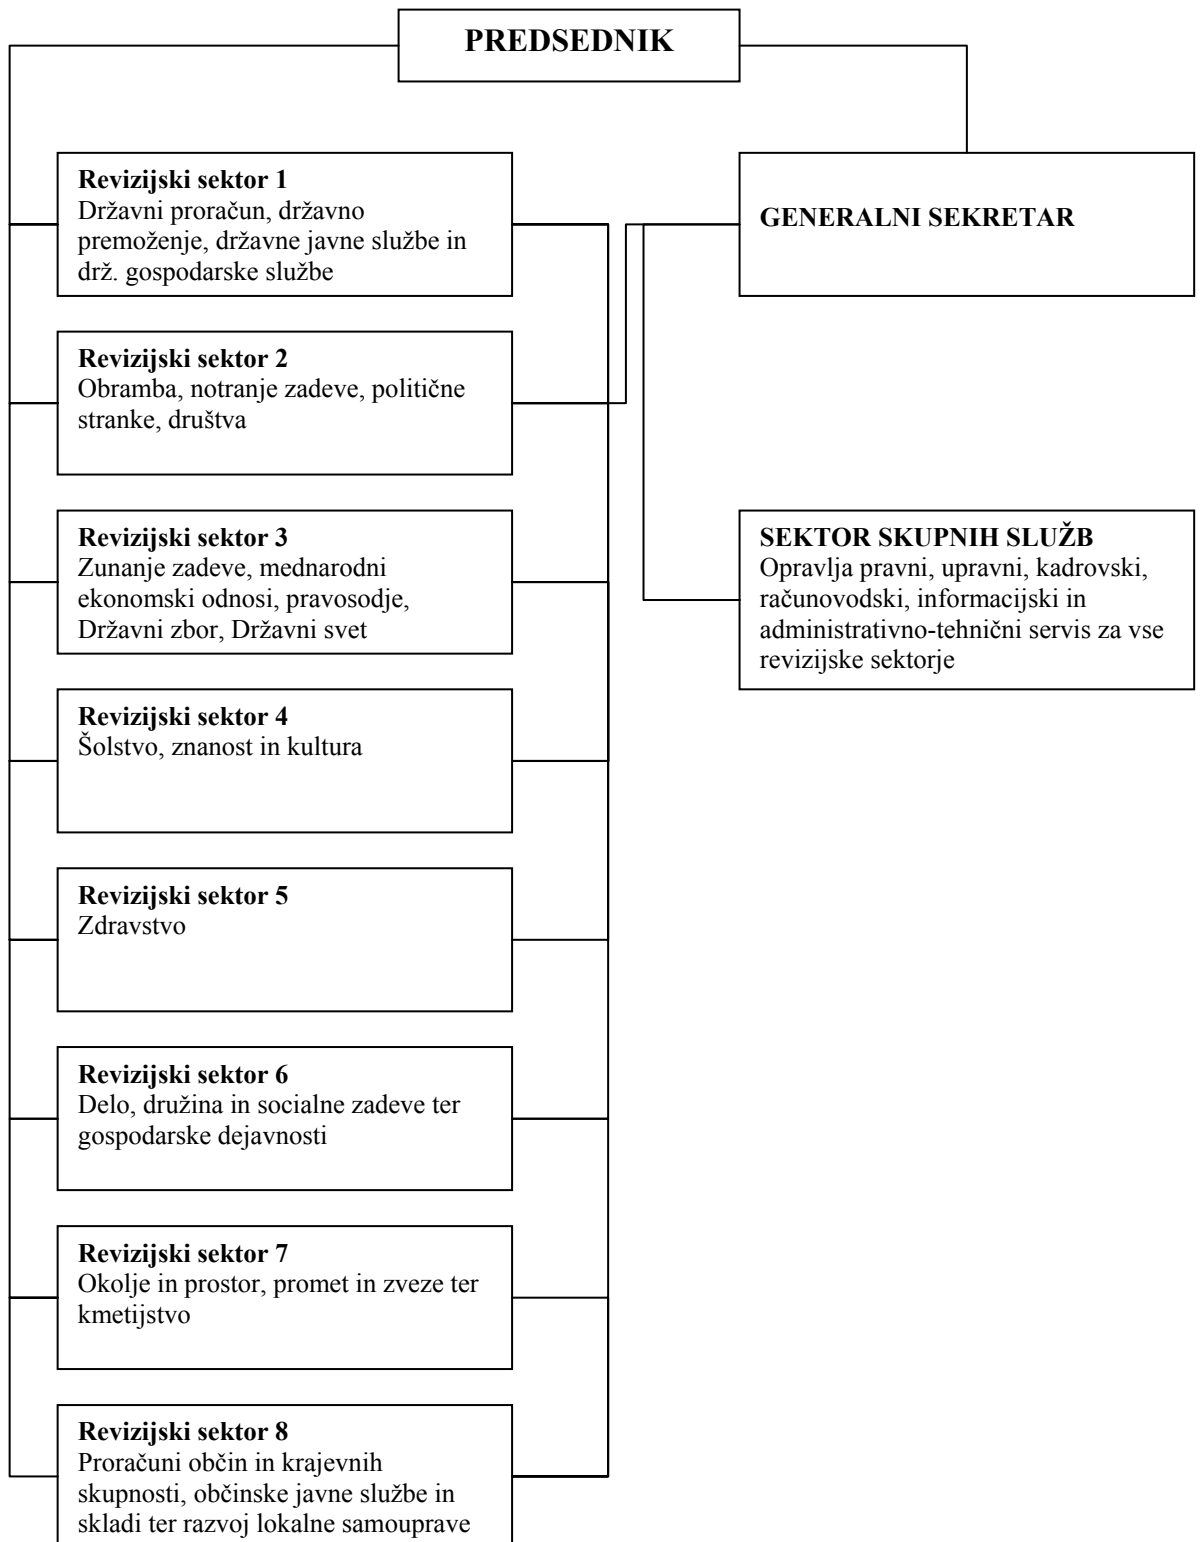 PREDSEDNIK
Revizijski sektor 1
Državni proračun, državno
premoženje, državne javne službe in
drž. gospodarske službe
GENERALNI SEKRETAR
Revizijski sektor 2
Obramba, notranje zadeve, politične
stranke, društva
Revizijski sektor 3
Zunanje zadeve, mednarodni
ekonomski odnosi, pravosodje,
Državni zbor, Državni svet
SEKTOR SKUPNIH SLUŽB
Opravlja pravni, upravni, kadrovski,
računovodski, informacijski in
administrativno-tehnični servis za vse
revizijske sektorje
Revizijski sektor 4
Šolstvo, znanost in kultura
Revizijski sektor 5
Zdravstvo
Revizijski sektor 6
Delo, družina in socialne zadeve ter
gospodarske dejavnosti
Revizijski sektor 7
Okolje in prostor, promet in zveze ter
kmetijstvo
Revizijski sektor 8
Proračuni občin in krajevnih
skupnosti, občinske javne službe in
skladi ter razvoj lokalne samouprave